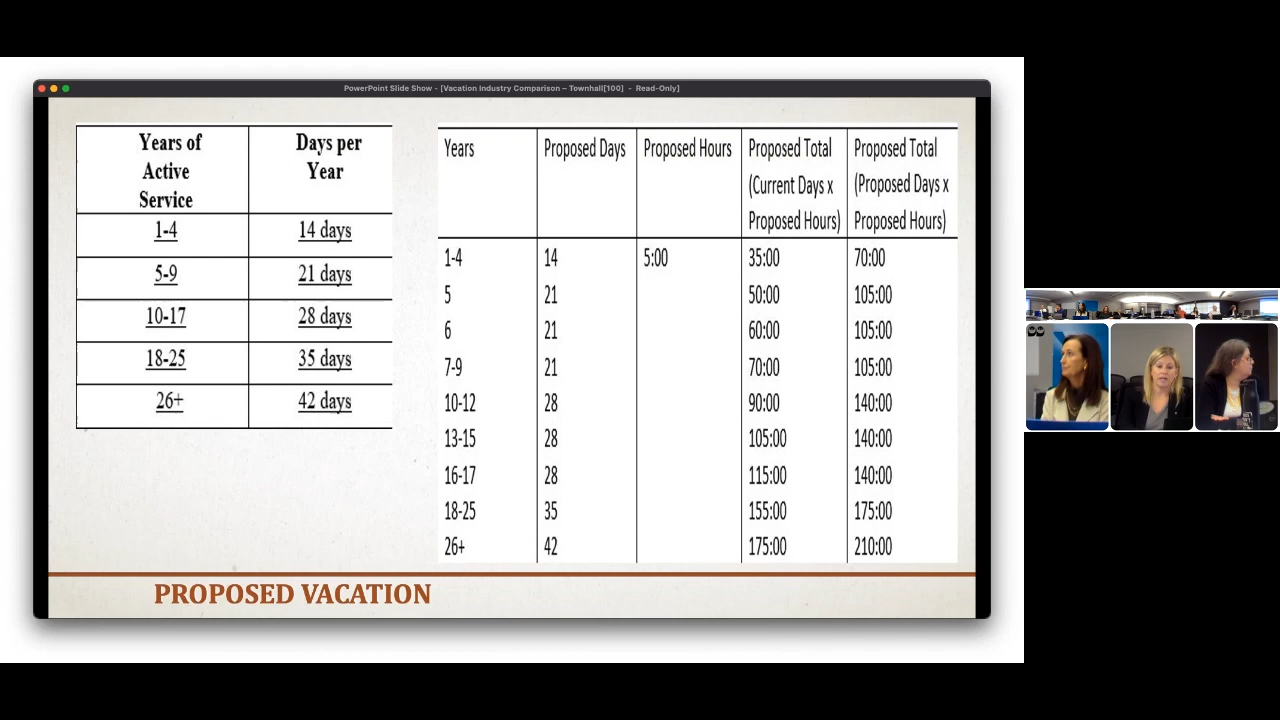 PowerPoint Slide Show - [Vacation Industry Comparison – Townhall[100] - Read-Only]
Years of Active Service Days per Year
1-4 14 days
5-9 21 days
10-17 28 days
18-25 35 days
26+ 42 days
Years Proposed Days Proposed Hours Proposed Total (Current Days x Proposed Hours) Proposed Total (Proposed Days x Proposed Hours)
1-4 14 5:00 35:00 70:00
5 21 50:00 105:00
6 21 60:00 105:00
7-9 21 70:00 105:00
10-12 28 90:00 140:00
13-15 28 105:00 140:00
16-17 28 115:00 140:00
18-25 35 155:00 175:00
26+ 42 175:00 210:00
PROPOSED VACATION